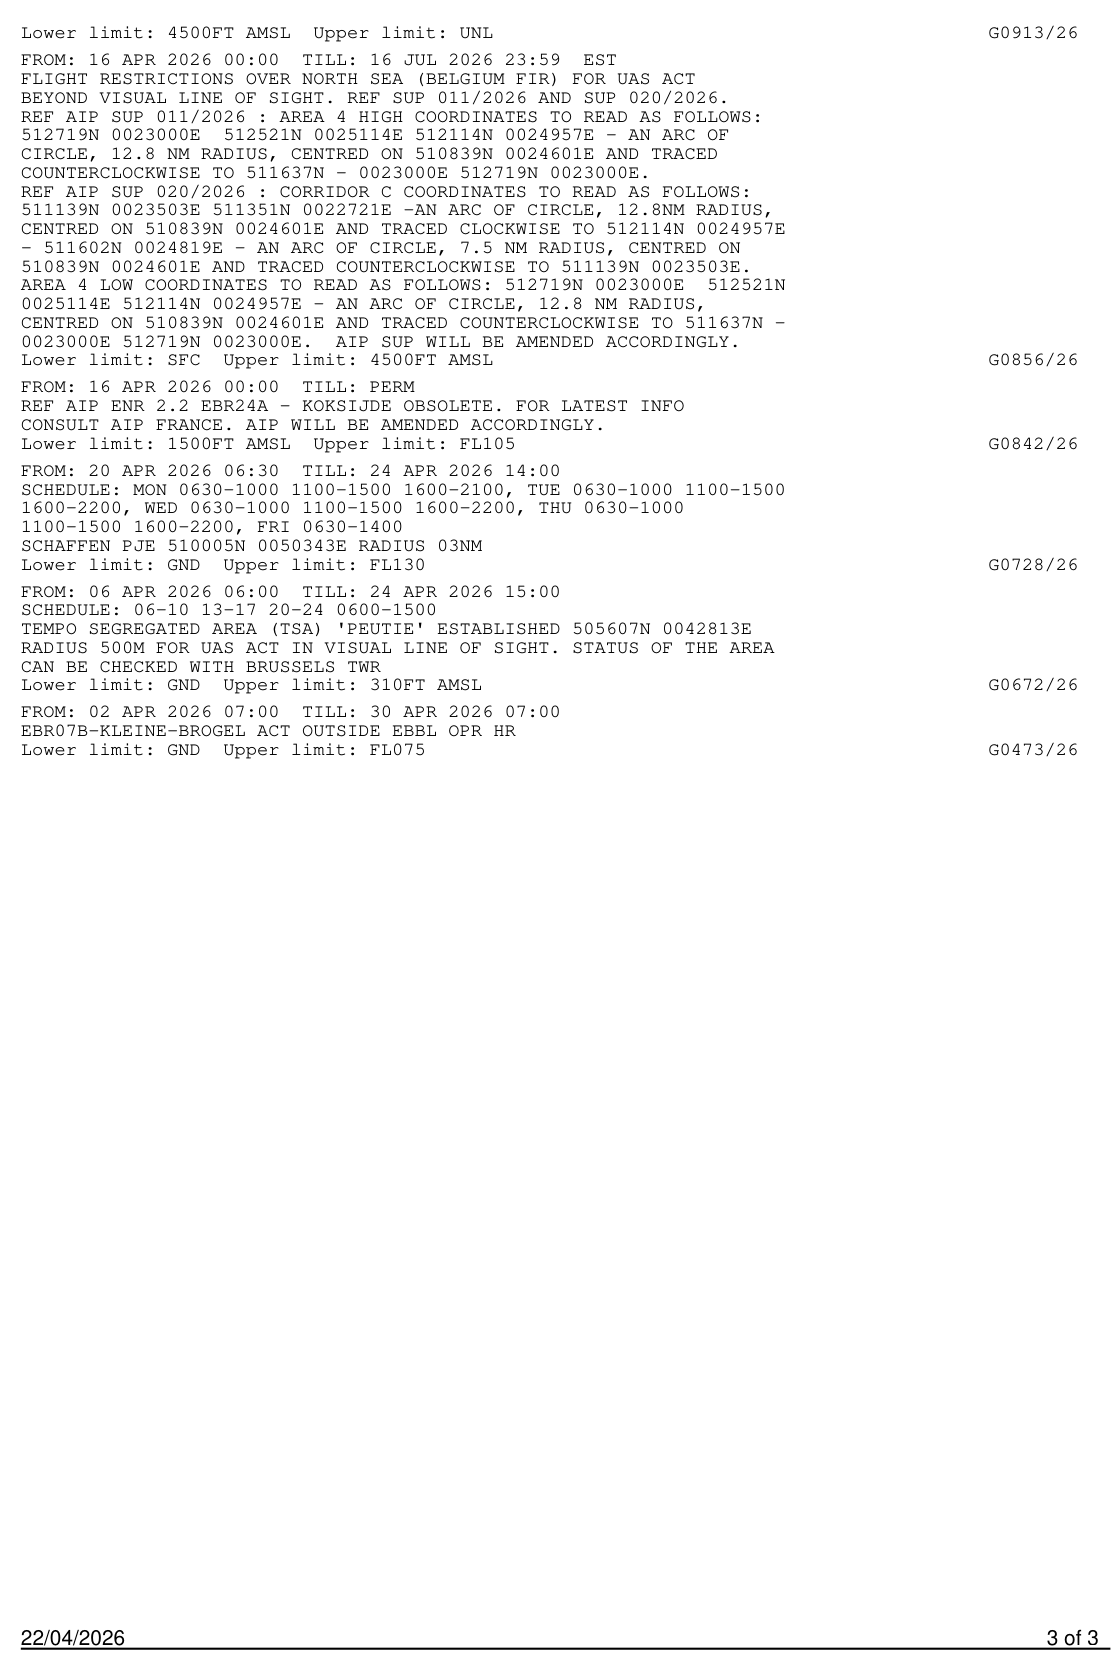 Lower limit: 4500FT AMSL  Upper limit: UNL G0913/26
FROM: 16 APR 2026 00:00  TILL: 16 JUL 2026 23:59  EST
FLIGHT RESTRICTIONS OVER NORTH SEA (BELGIUM FIR) FOR UAS ACT
BEYOND VISUAL LINE OF SIGHT. REF SUP 011/2026 AND SUP 020/2026.
REF AIP SUP 011/2026 : AREA 4 HIGH COORDINATES TO READ AS FOLLOWS:
512719N 0023000E  512521N 0025114E 512114N 0024957E - AN ARC OF
CIRCLE, 12.8 NM RADIUS, CENTRED ON 510839N 0024601E AND TRACED
COUNTERCLOCKWISE TO 511637N - 0023000E 512719N 0023000E.
REF AIP SUP 020/2026 : CORRIDOR C COORDINATES TO READ AS FOLLOWS:
511139N 0023503E 511351N 0022721E -AN ARC OF CIRCLE, 12.8NM RADIUS,
CENTRED ON 510839N 0024601E AND TRACED CLOCKWISE TO 512114N 0024957E
- 511602N 0024819E - AN ARC OF CIRCLE, 7.5 NM RADIUS, CENTRED ON
510839N 0024601E AND TRACED COUNTERCLOCKWISE TO 511139N 0023503E.
AREA 4 LOW COORDINATES TO READ AS FOLLOWS: 512719N 0023000E  512521N
0025114E 512114N 0024957E - AN ARC OF CIRCLE, 12.8 NM RADIUS,
CENTRED ON 510839N 0024601E AND TRACED COUNTERCLOCKWISE TO 511637N -
0023000E 512719N 0023000E.  AIP SUP WILL BE AMENDED ACCORDINGLY.
Lower limit: SFC  Upper limit: 4500FT AMSL G0856/26
FROM: 16 APR 2026 00:00  TILL: PERM
REF AIP ENR 2.2 EBR24A - KOKSIJDE OBSOLETE. FOR LATEST INFO
CONSULT AIP FRANCE. AIP WILL BE AMENDED ACCORDINGLY.
Lower limit: 1500FT AMSL  Upper limit: FL105 G0842/26
FROM: 20 APR 2026 06:30  TILL: 24 APR 2026 14:00
SCHEDULE: MON 0630-1000 1100-1500 1600-2100, TUE 0630-1000 1100-1500
1600-2200, WED 0630-1000 1100-1500 1600-2200, THU 0630-1000
1100-1500 1600-2200, FRI 0630-1400
SCHAFFEN PJE 510005N 0050343E RADIUS 03NM
Lower limit: GND  Upper limit: FL130 G0728/26
FROM: 06 APR 2026 06:00  TILL: 24 APR 2026 15:00
SCHEDULE: 06-10 13-17 20-24 0600-1500
TEMPO SEGREGATED AREA (TSA) 'PEUTIE' ESTABLISHED 505607N 0042813E
RADIUS 500M FOR UAS ACT IN VISUAL LINE OF SIGHT. STATUS OF THE AREA
CAN BE CHECKED WITH BRUSSELS TWR
Lower limit: GND  Upper limit: 310FT AMSL G0672/26
FROM: 02 APR 2026 07:00  TILL: 30 APR 2026 07:00
EBR07B-KLEINE-BROGEL ACT OUTSIDE EBBL OPR HR
Lower limit: GND  Upper limit: FL075 G0473/26
22/04/2026 3 of 3